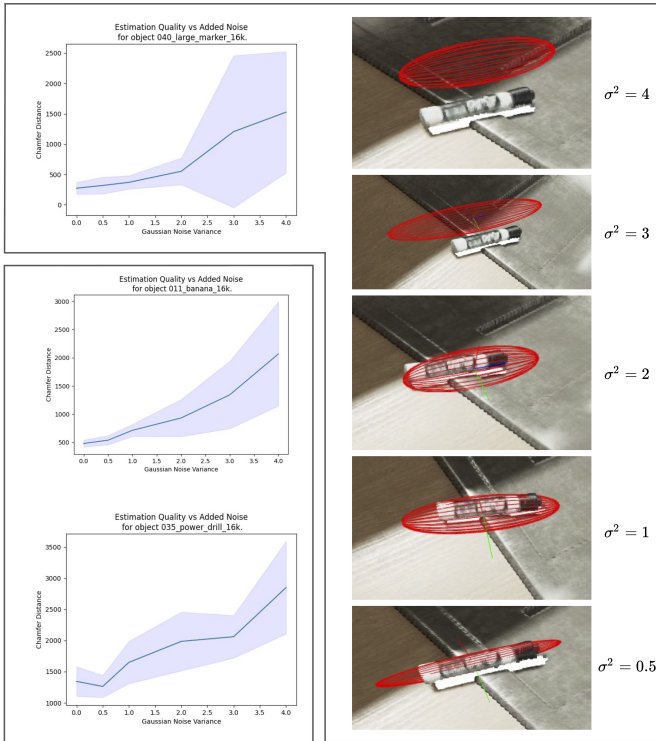 Estimation Quality vs Added Noise
for object 040_large_marker_16k.
Chamfer Distance
2500
2000
1500
1000
500
0
0.0 0.5 1.0 1.5 2.0 2.5 3.0 3.5 4.0
Gaussian Noise Variance
Estimation Quality vs Added Noise
for object 011_banana_16k.
Chamfer Distance
3000
2500
2000
1500
1000
500
0.0 0.5 1.0 1.5 2.0 2.5 3.0 3.5 4.0
Gaussian Noise Variance
Estimation Quality vs Added Noise
for object 035_power_drill_16k.
Chamfer Distance
3500
3000
2500
2000
1500
1000
0.0 0.5 1.0 1.5 2.0 2.5 3.0 3.5 4.0
Gaussian Noise Variance
σ² = 4
σ² = 3
σ² = 2
σ² = 1
σ² = 0.5